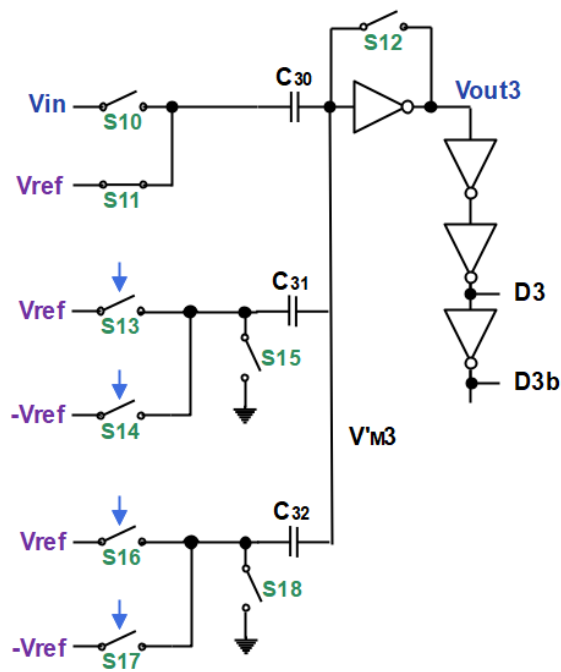 S12
C30
Vin
Vout3
S10
Vref
S11
C31
Vref
D3
S13
S15
-Vref
D3b
S14
V'M3
C32
Vref
S16
S18
-Vref
S17